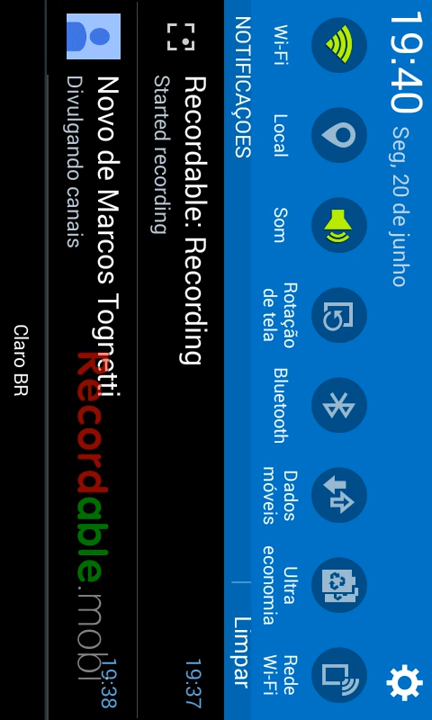 19:40 Seg, 20 de junho
Wi-Fi
Local
Som
Rotação
de tela
Bluetooth
Dados
móveis
Ultra
economia
Rede
Wi-Fi
NOTIFICAÇOES
Limpar
Recordable: Recording
19:37
Started recording
Novo de Marcos Tognetti
19:38
Divulgando canais
Recordable.mobi
Claro BR